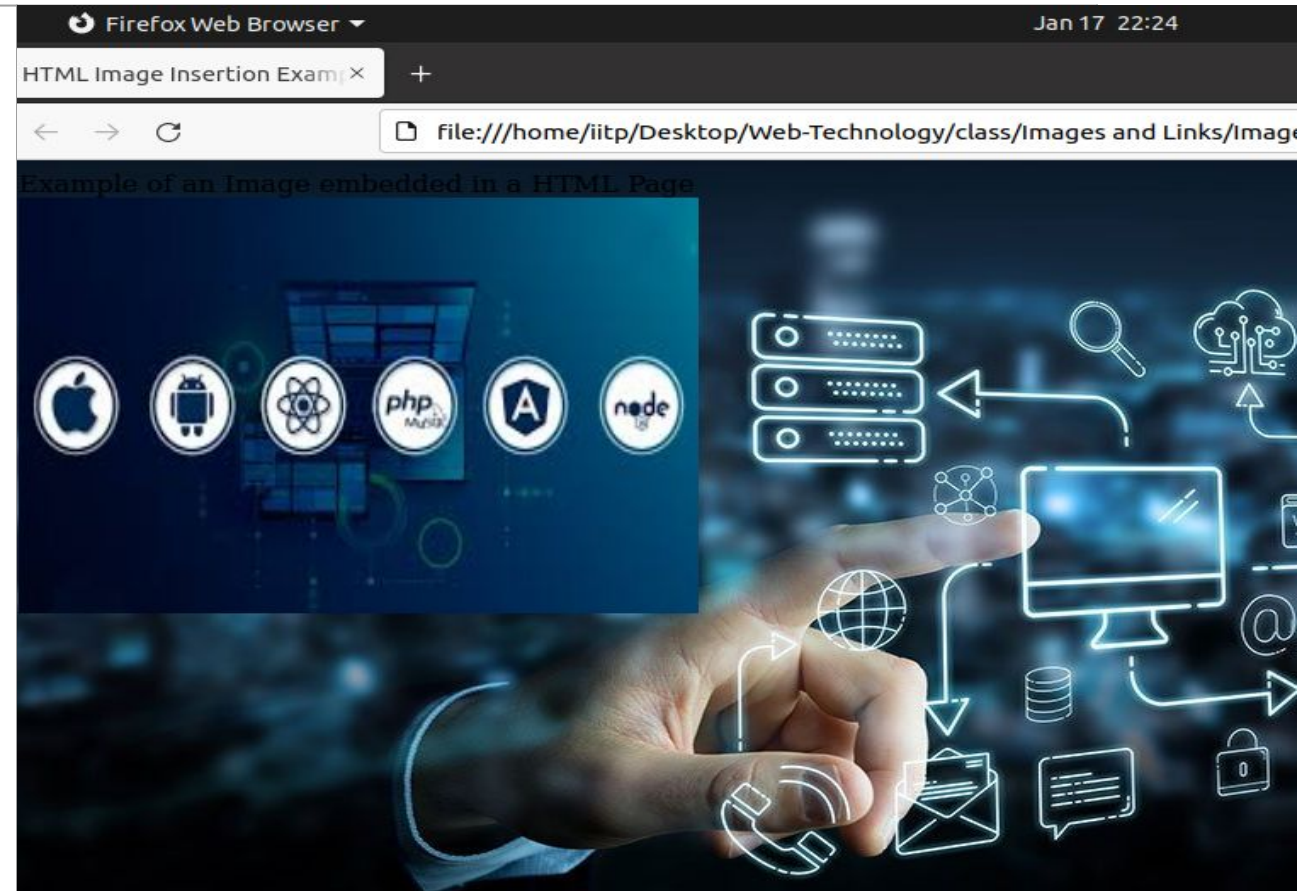 Firefox Web Browser
Jan 17 22:24
HTML Image Insertion Exam
file:///home/iitp/Desktop/Web-Technology/class/Images and Links/Image
Example of an Image embedded in a HTML Page
php
node
@